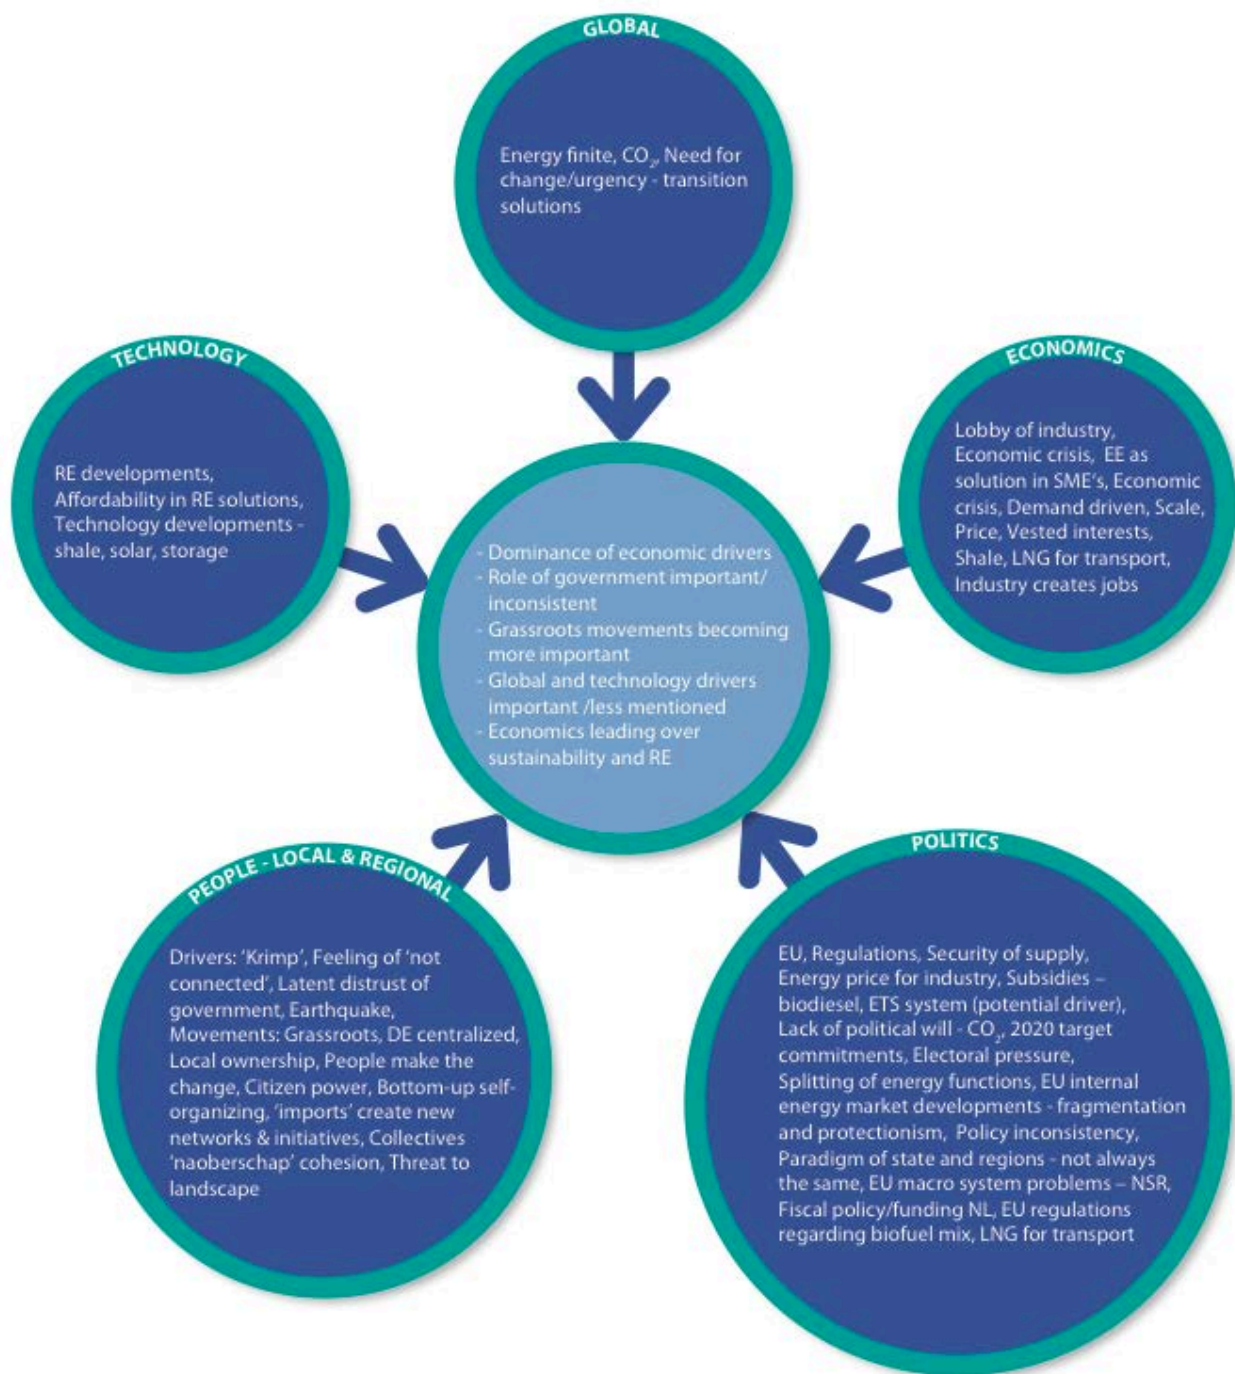 GLOBAL
Energy finite, CO₂, Need for
change/urgency - transition
solutions
TECHNOLOGY
RE developments,
Affordability in RE solutions,
Technology developments -
shale, solar, storage
ECONOMICS
Lobby of industry,
Economic crisis, EE as
solution in SME's, Economic
crisis, Demand driven, Scale,
Price, Vested interests,
Shale, LNG for transport,
Industry creates jobs
- Dominance of economic drivers
- Role of government important/
inconsistent
- Grassroots movements becoming
more important
- Global and technology drivers
important /less mentioned
- Economics leading over
sustainability and RE
PEOPLE - LOCAL & REGIONAL
Drivers: 'Krimp', Feeling of 'not
connected', Latent distrust of
government, Earthquake,
Movements: Grassroots, DE centralized,
Local ownership, People make the
change, Citizen power, Bottom-up self-
organizing, 'imports' create new
networks & initiatives, Collectives
'naoberschap' cohesion, Threat to
landscape
POLITICS
EU, Regulations, Security of supply,
Energy price for industry, Subsidies –
biodiesel, ETS system (potential driver),
Lack of political will - CO₂, 2020 target
commitments, Electoral pressure,
Splitting of energy functions, EU internal
energy market developments - fragmentation
and protectionism, Policy inconsistency,
Paradigm of state and regions - not always
the same, EU macro system problems – NSR,
Fiscal policy/funding NL, EU regulations
regarding biofuel mix, LNG for transport